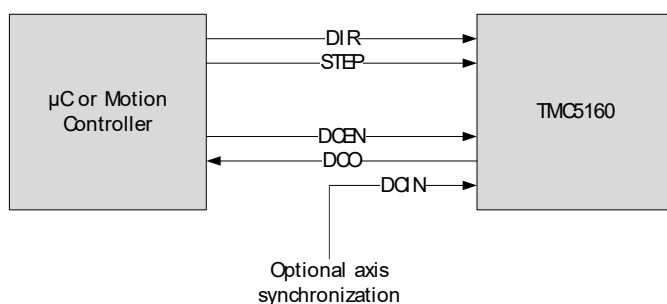 DIR
STEP
µC or Motion
Controller
TMC5160
DCEN
DCO
DCIN
Optional axis
synchronization